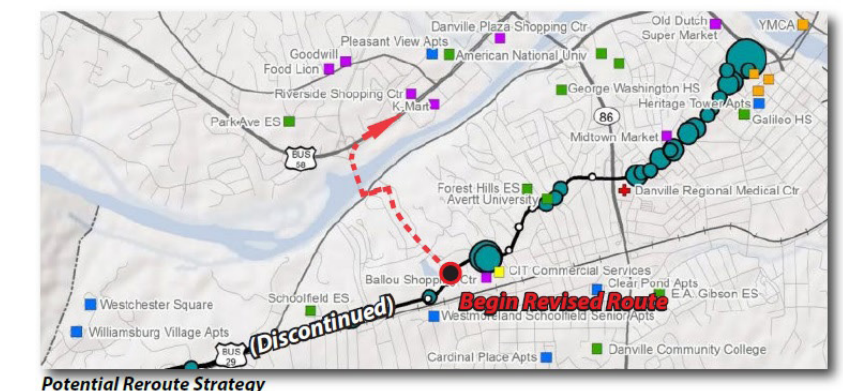 Danville Plaza Shopping Ctr
Old Dutch
Super Market
YMCA
Pleasant View Apts
Goodwill
American National Univ
Food Lion
Riverside Shopping Ctr
K-Mart
George Washington HS
Heritage Tower Apts
Park Ave ES
86
Galileo HS
Midtown Market
BUS
58
Forest Hills ES
Averett University
Danville Regional Medical Ctr
Ballou Shopping Ctr
CIT Commercial Services
Clear Pond Apts
Begin Revised Route
E.A. Gibson ES
Schoolfield ES
Westchester Square
(Discontinued)
Westmoreland Schoolfield Senior Apts
Williamsburg Village Apts
BUS
29
Cardinal Place Apts
Danville Community College
Potential Reroute Strategy